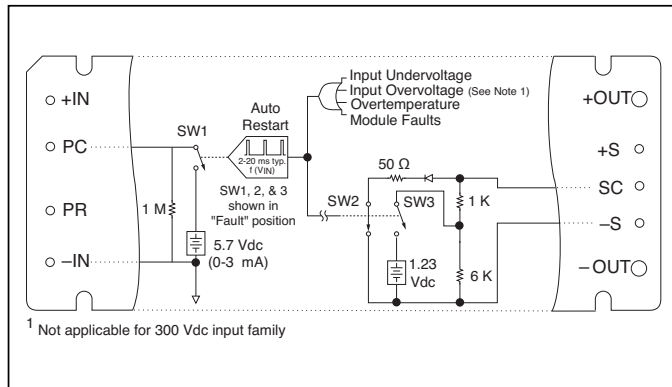 +IN
PC
PR
–IN
1 M
SW1
5.7 Vdc
(0-3 mA)
Auto
Restart
2-20 ms typ.
f (VIN)
SW1, 2, & 3
shown in
"Fault" position
Input Undervoltage
Input Overvoltage (See Note 1)
Overtemperature
Module Faults
50 Ω
SW2
SW3
1 K
1.23
Vdc
6 K
+OUT
+S
SC
–S
–OUT
1 Not applicable for 300 Vdc input family